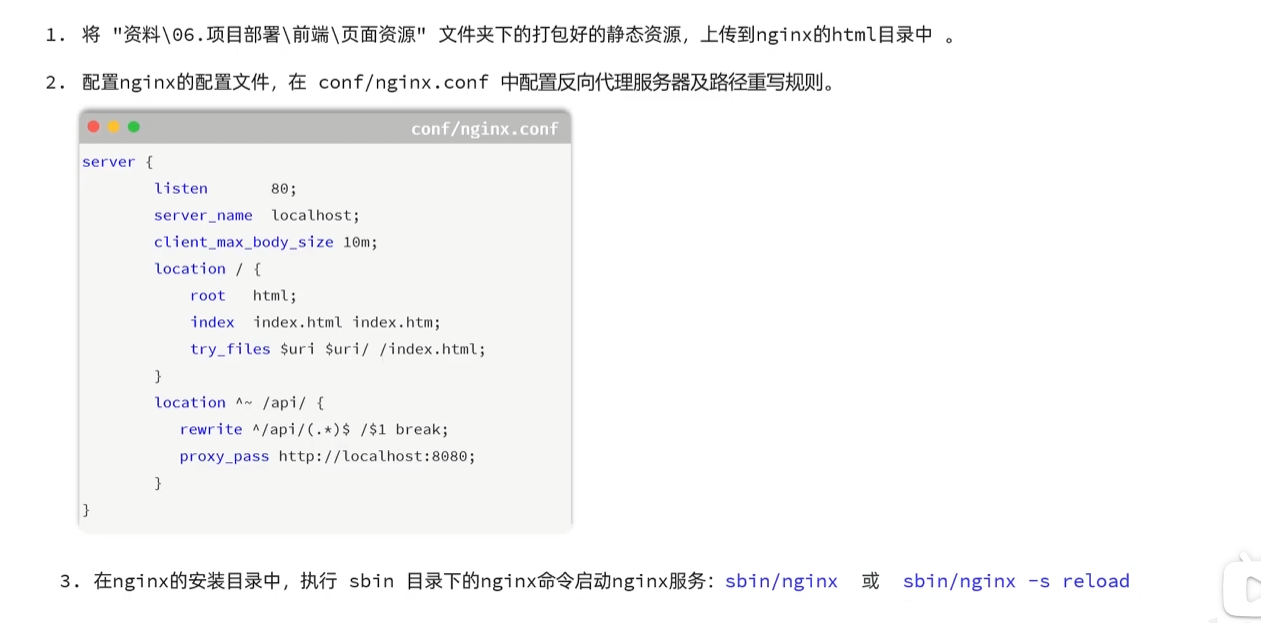 1. 将 "资料\06.项目部署\前端\页面资源" 文件夹下的打包好的静态资源，上传到nginx的html目录中 。
2. 配置nginx的配置文件，在 conf/nginx.conf 中配置反向代理服务器及路径重写规则。
conf/nginx.conf
server {
        listen       80;
        server_name  localhost;
        client_max_body_size 10m;
        location / {
            root   html;
            index  index.html index.htm;
            try_files $uri $uri/ /index.html;
        }
        location ^~ /api/ {
           rewrite ^/api/(.*)$ /$1 break;
           proxy_pass http://localhost:8080;
        }
}
3. 在nginx的安装目录中，执行 sbin 目录下的nginx命令启动nginx服务：sbin/nginx 或 sbin/nginx -s reload